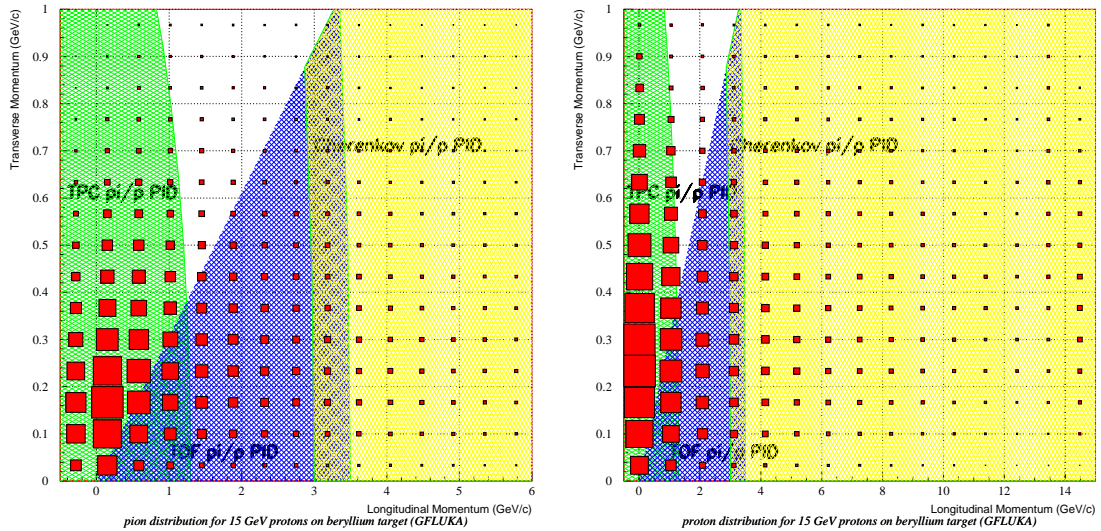 Transverse Momentum (GeV/c)
1
0.9
0.8
0.7
0.6
0.5
0.4
0.3
0.2
0.1
0
Cherenkov pi/p PID.
TPC pi/p PID
TOF pi/p PID
0 1 2 3 4 5 6
Longitudinal Momentum (GeV/c)
pion distribution for 15 GeV protons on beryllium target (GFLUKA)
Transverse Momentum (GeV/c)
1
0.9
0.8
0.7
0.6
0.5
0.4
0.3
0.2
0.1
0
Cherenkov pi/p PID
TPC pi/p PID
TOF pi/p PID
0 2 4 6 8 10 12 14
Longitudinal Momentum (GeV/c)
proton distribution for 15 GeV protons on beryllium target (GFLUKA)